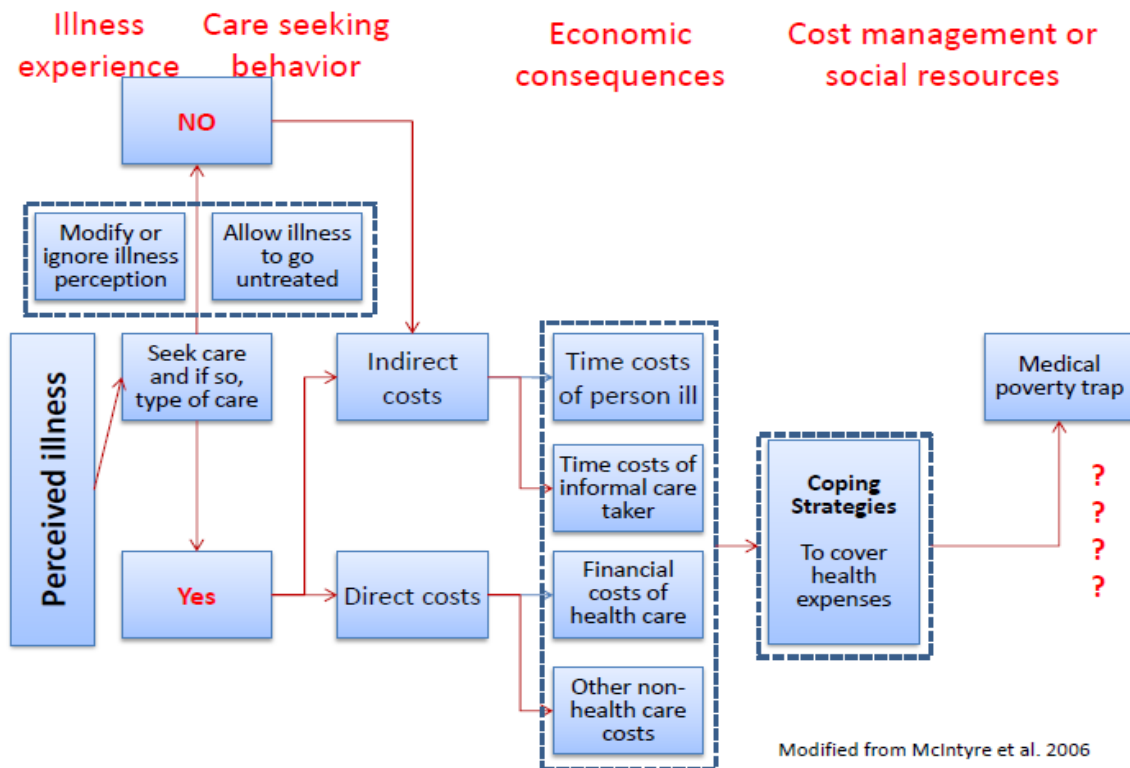 Illness
experience
Care seeking
behavior
Economic
consequences
Cost management or
social resources
NO
Modify or
ignore illness
perception
Allow illness
to go
untreated
Perceived illness
Seek care
and if so,
type of care
Indirect
costs
Time costs
of person ill
Medical
poverty trap
Time costs of
informal care
taker
Coping
Strategies
To cover
health
expenses
?
?
?
?
Yes
Direct costs
Financial
costs of
health care
Other non-
health care
costs
Modified from McIntyre et al. 2006